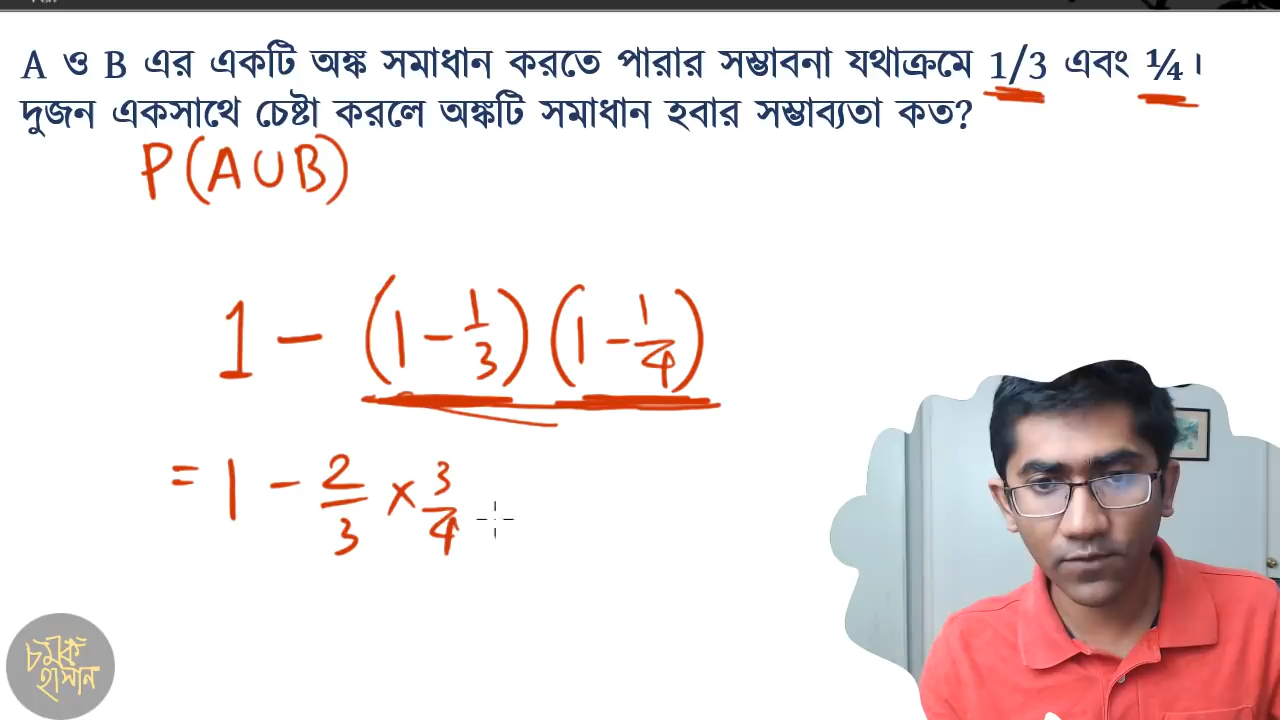 A ও B এর একটি অঙ্ক সমাধান করতে পারার সম্ভাবনা যথাক্রমে 1/3 এবং ¼।
দুজন একসাথে চেষ্টা করলে অঙ্কটি সমাধান হবার সম্ভাব্যতা কত?
P(A∪B)
1 - (1 - 1/3)(1 - 1/4)
= 1 - 2/3 × 3/4
চমক
হাসান